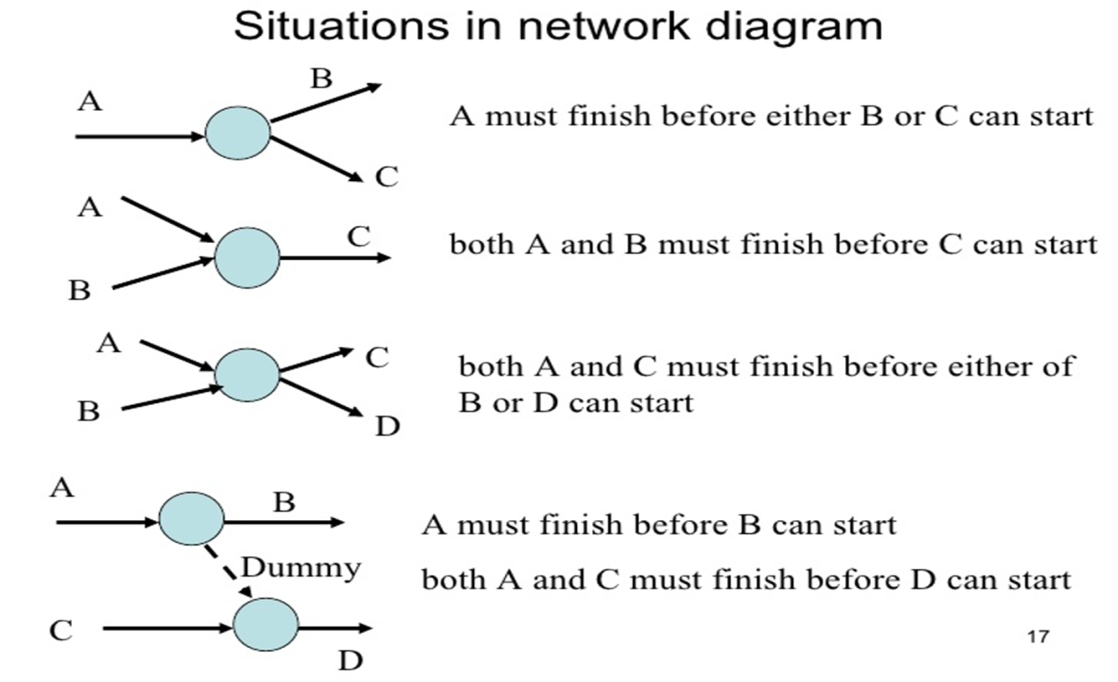 Situations in network diagram
A
B
C
A must finish before either B or C can start
A
B
C
both A and B must finish before C can start
A
B
C
D
both A and C must finish before either of
B or D can start
A
B
Dummy
C
D
A must finish before B can start
both A and C must finish before D can start
17